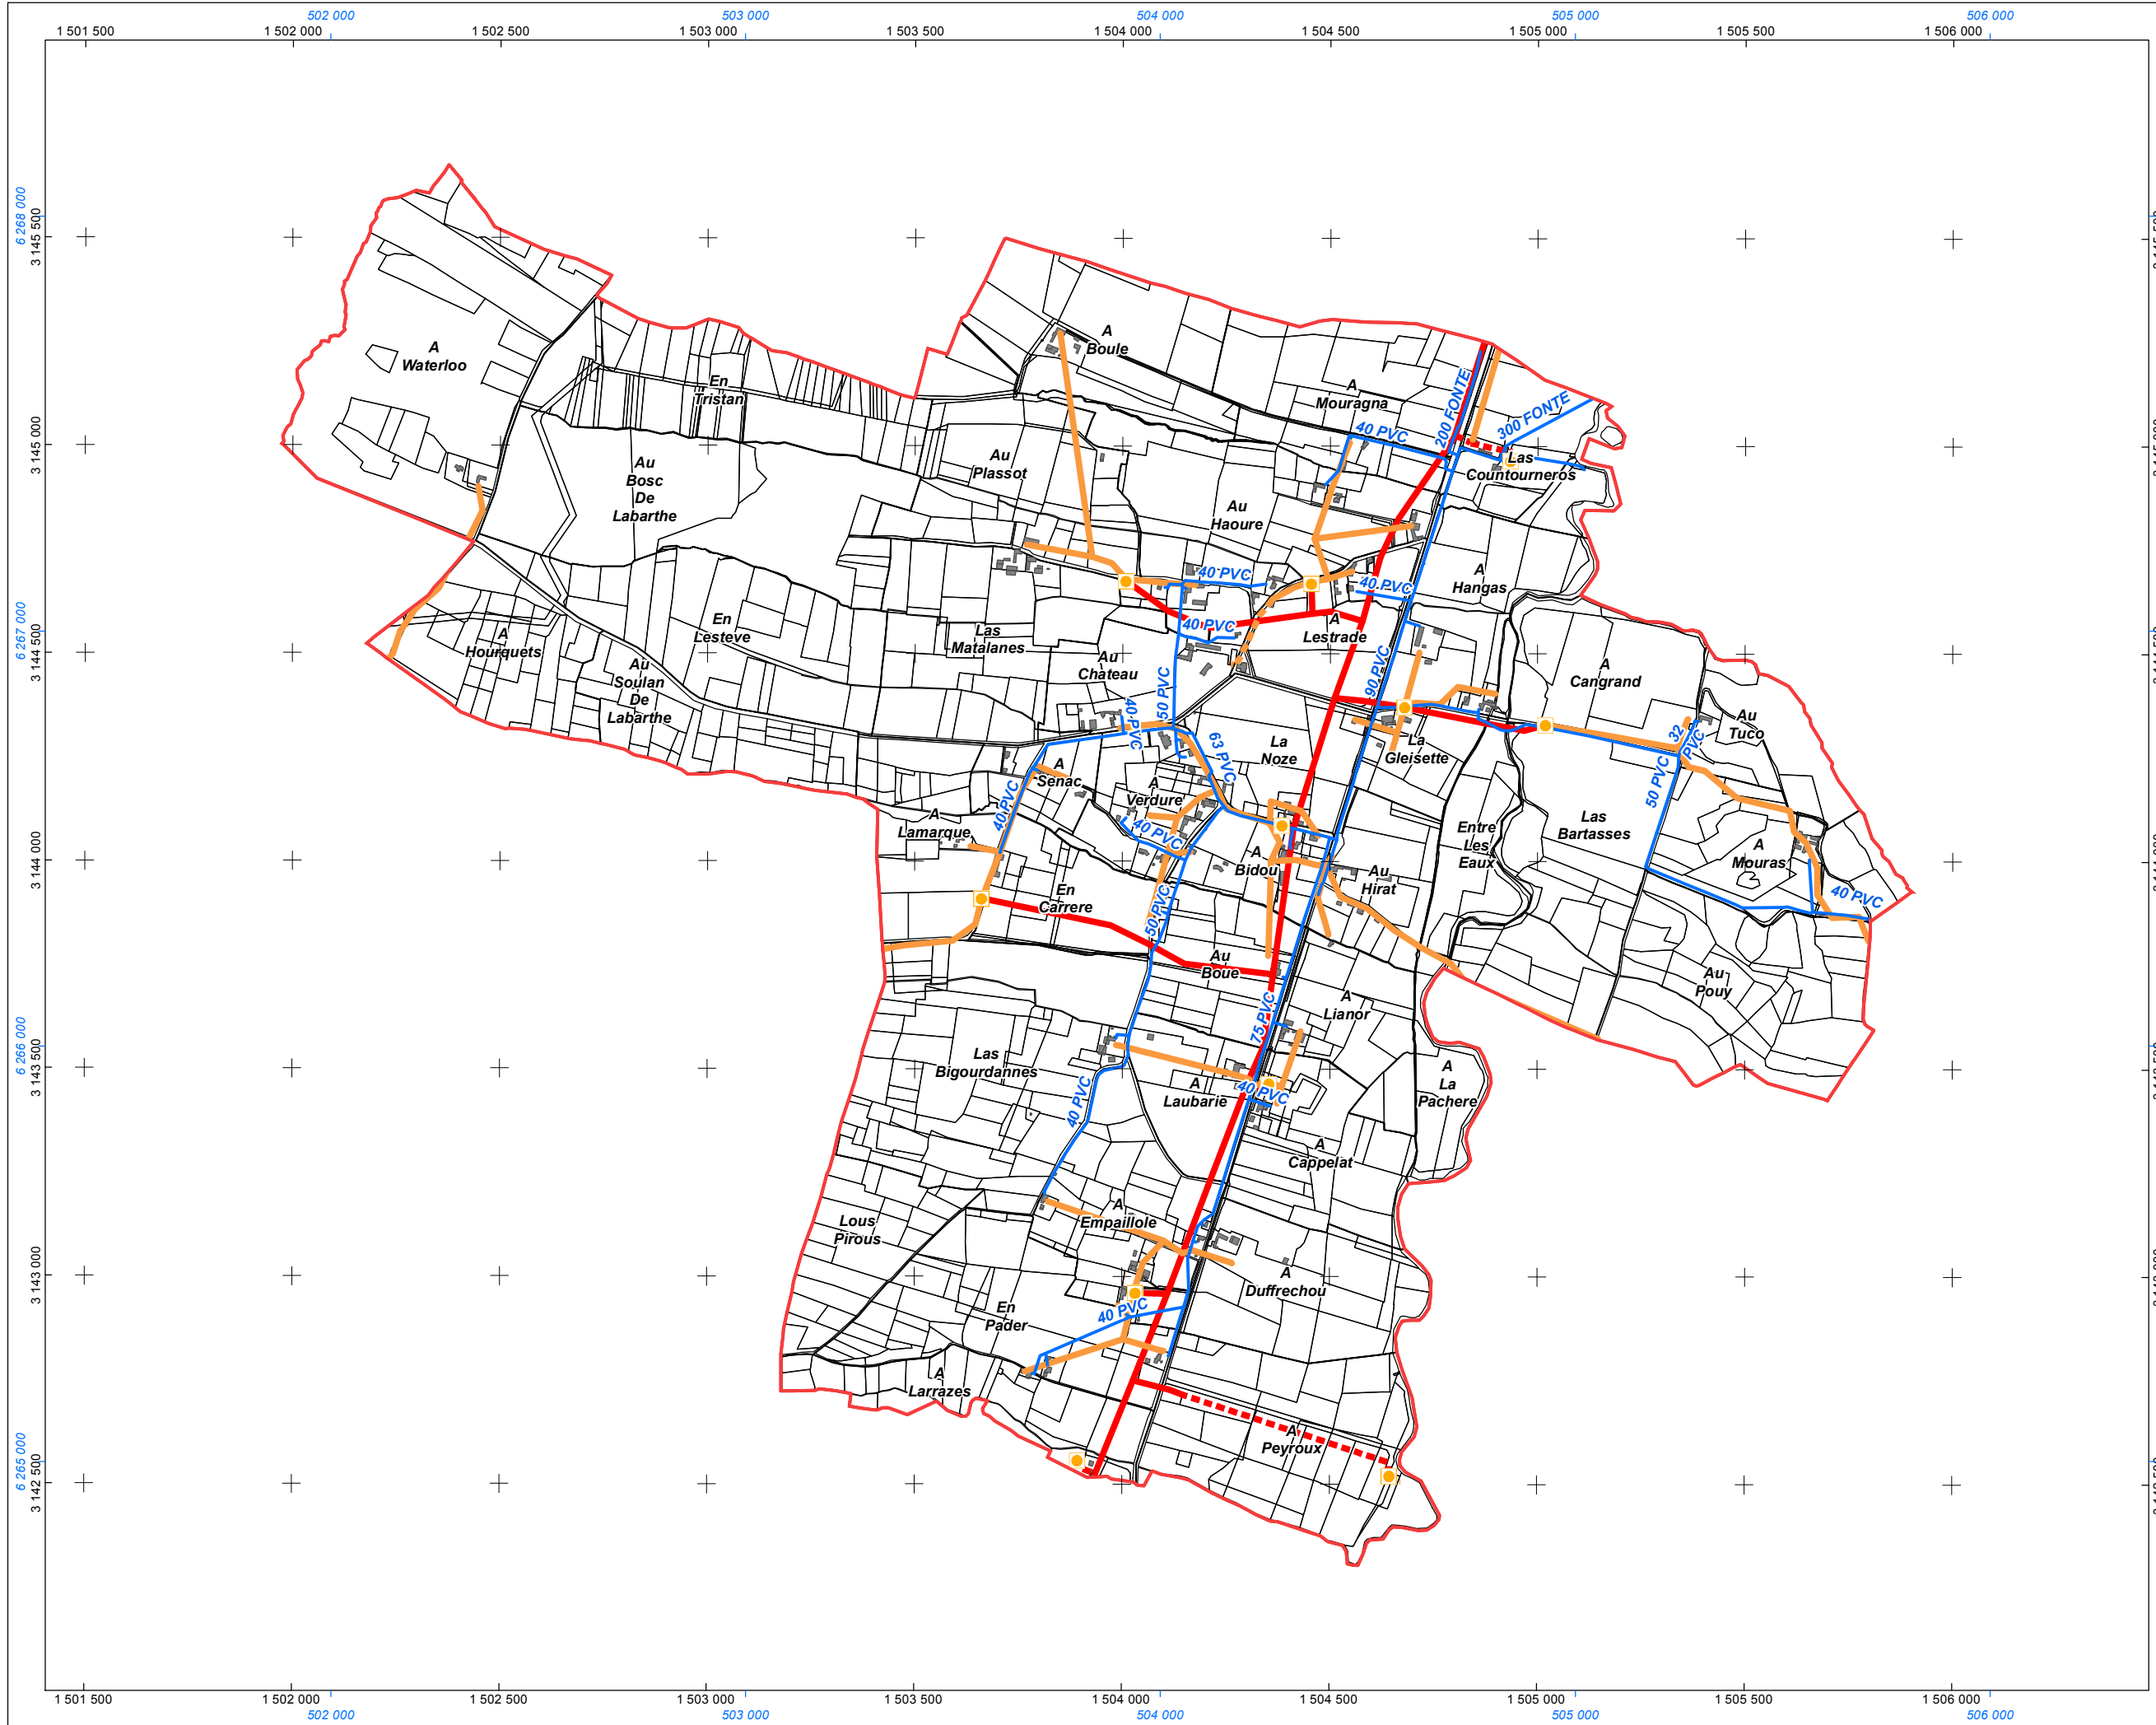 502 000
503 000
504 000
505 000
506 000
1 501 500
1 502 000
1 502 500
1 503 000
1 503 500
1 504 000
1 504 500
1 505 000
1 505 500
1 506 000
6 268 000
3 145 500
3 145 000
6 267 000
3 144 500
3 144 000
6 266 000
3 143 500
3 143 000
6 265 000
3 142 500
A
Waterloo
En
Tristan
A
Boule
A
Mouragna
200 FONTE
300 FONTE
40 PVC
Las
Countourneros
Au
Bosc
De
Labarthe
Au
Plassot
Au
Haoure
A
Hangas
40 PVC
40 PVC
A
Hourquets
En
Lesteve
Las
Matalanes
40 PVC
A
Lestrade
Au
Soulan
De
Labarthe
Au
Chateau
50 PVC
40 PVC
90 PVC
A
Cangrand
Au
Tuco
32
PVC
63 PVC
La
Noze
La
Gleisette
A
Senac
A
Verdure
40 PVC
40 PVC
50 PVC
A
Lamarque
Entre
Les
Eaux
Las
Bartasses
A
Mouras
40 PVC
A
Bidou
Au
Hirat
En
Carrere
50 PVC
Au
Boue
Au
Pouy
A
Lianor
75 PVC
Las
Bigourdannes
40 PVC
A
Laubarie
40 PVC
A
La
Pachere
A
Cappelat
Lous
Pirous
A
Empaillole
A
Duffrechou
En
Pader
40 PVC
A
Larrazes
A
Peyroux
1 501 500
1 502 000
1 502 500
1 503 000
1 503 500
1 504 000
1 504 500
1 505 000
1 505 500
1 506 000
502 000
503 000
504 000
505 000
506 000